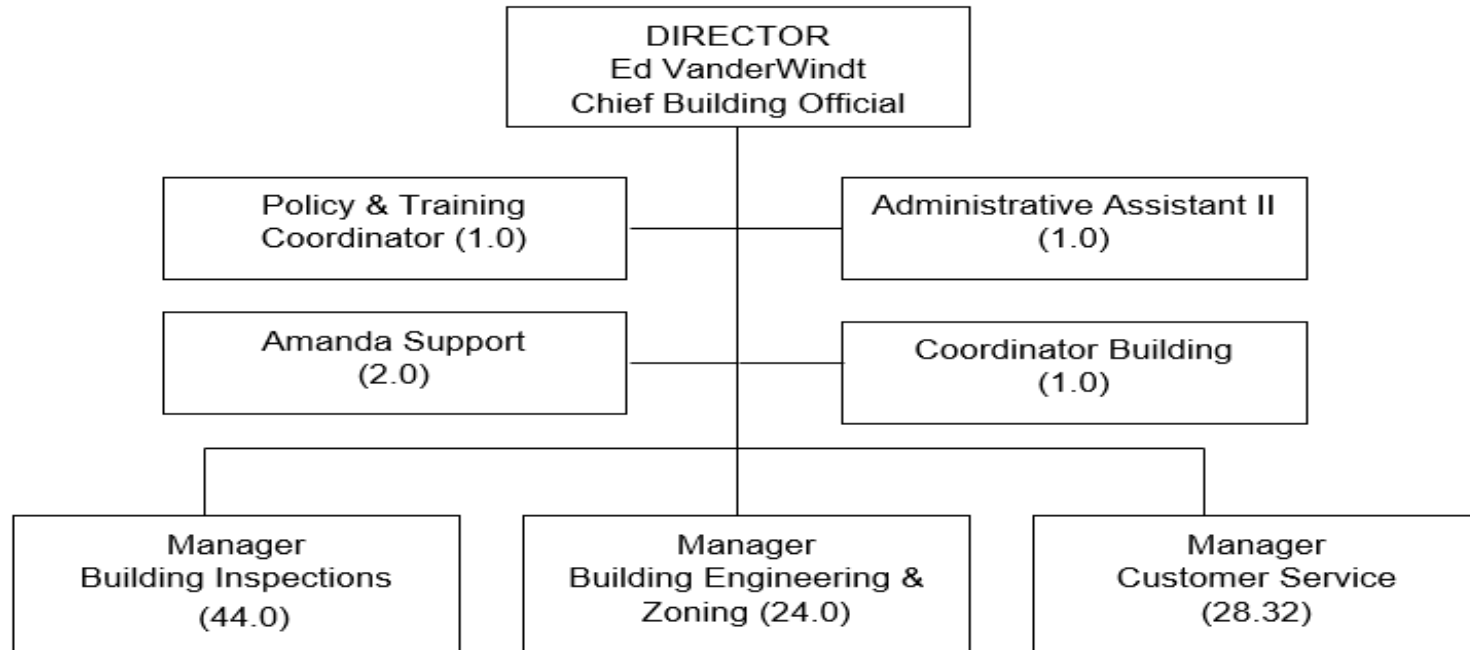 DIRECTOR
Ed VanderWindt
Chief Building Official
Policy & Training
Coordinator (1.0)
Administrative Assistant II
(1.0)
Amanda Support
(2.0)
Coordinator Building
(1.0)
Manager
Building Inspections
(44.0)
Manager
Building Engineering &
Zoning (24.0)
Manager
Customer Service
(28.32)